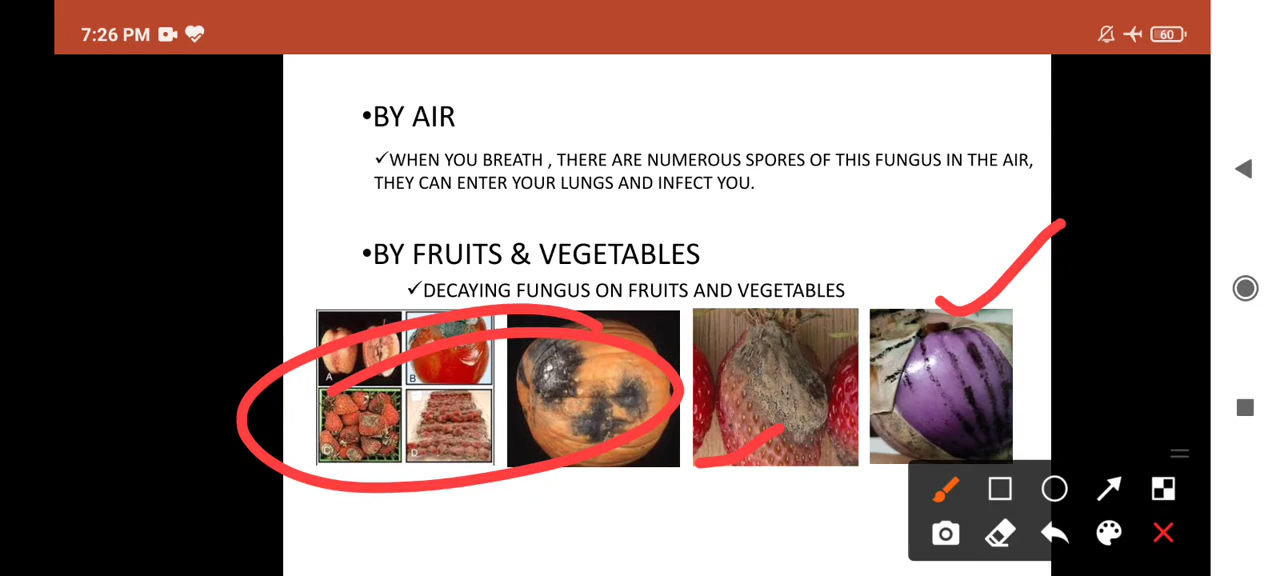 7:26 PM
60
•BY AIR
✓WHEN YOU BREATH , THERE ARE NUMEROUS SPORES OF THIS FUNGUS IN THE AIR,
THEY CAN ENTER YOUR LUNGS AND INFECT YOU.
•BY FRUITS & VEGETABLES
✓DECAYING FUNGUS ON FRUITS AND VEGETABLES
A
B
C
D